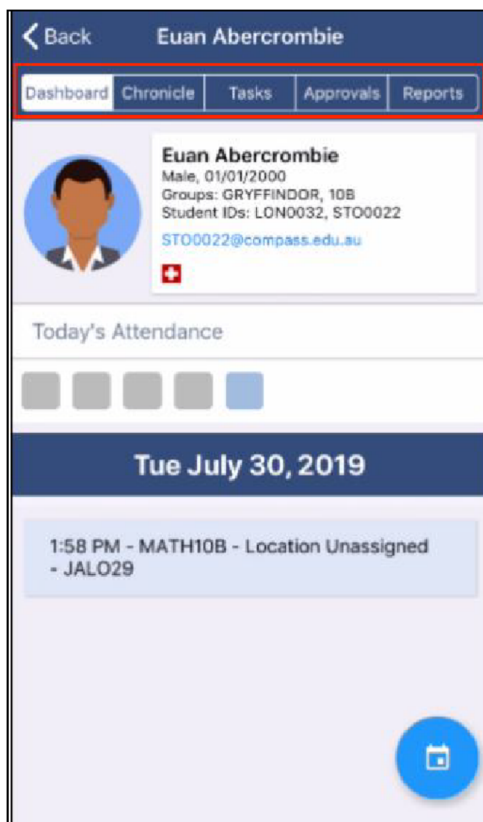 Back Euan Abercrombie
Dashboard Chronicle Tasks Approvals Reports
Euan Abercrombie
Male, 01/01/2000
Groups: GRYFFINDOR, 10B
Student IDs: LON0032, STO0022
STO0022@compass.edu.au
Today's Attendance
Tue July 30, 2019
1:58 PM - MATH10B - Location Unassigned
- JALO29